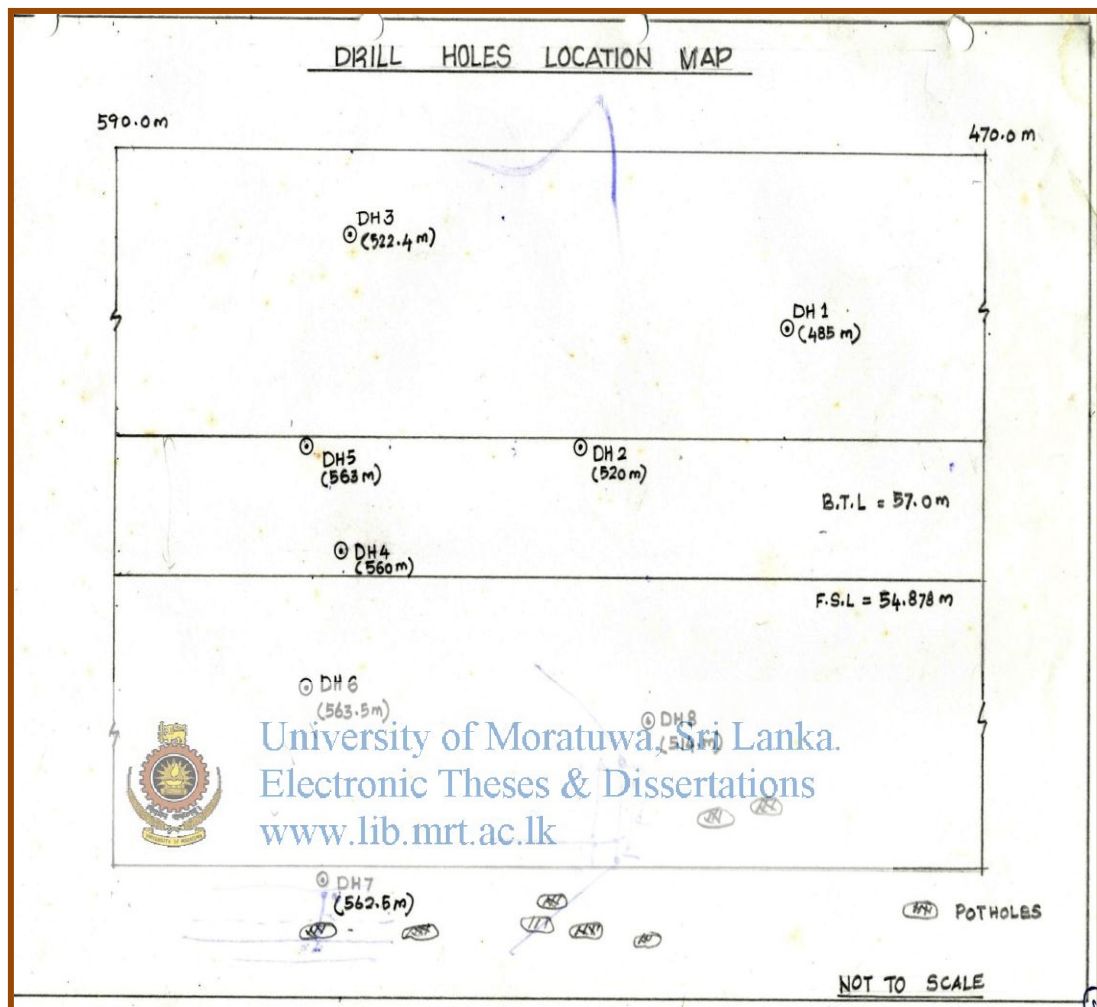 DRILL HOLES LOCATION MAP
590.0m
470.0m
DH3
(522.4m)
DH1
(485m)
DH5
(563m)
DH2
(520m)
B.T.L = 57.0m
DH4
(560m)
F.S.L = 54.878m
DH6
(563.5m)
DH8
University of Moratuwa, Sri Lanka.
Electronic Theses & Dissertations
www.lib.mrt.ac.lk
DH7
(562.5m)
POTHOLES
NOT TO SCALE